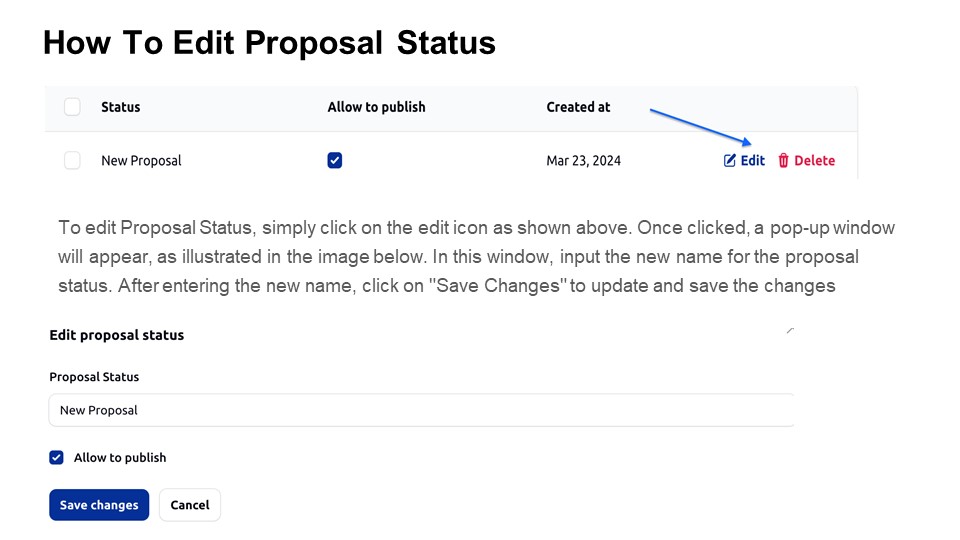 How To Edit Proposal Status
Status Allow to publish Created at
New Proposal Mar 23, 2024 Edit Delete
To edit Proposal Status, simply click on the edit icon as shown above. Once clicked, a pop-up window
will appear, as illustrated in the image below. In this window, input the new name for the proposal
status. After entering the new name, click on "Save Changes" to update and save the changes
Edit proposal status
Proposal Status
New Proposal
Allow to publish
Save changes Cancel